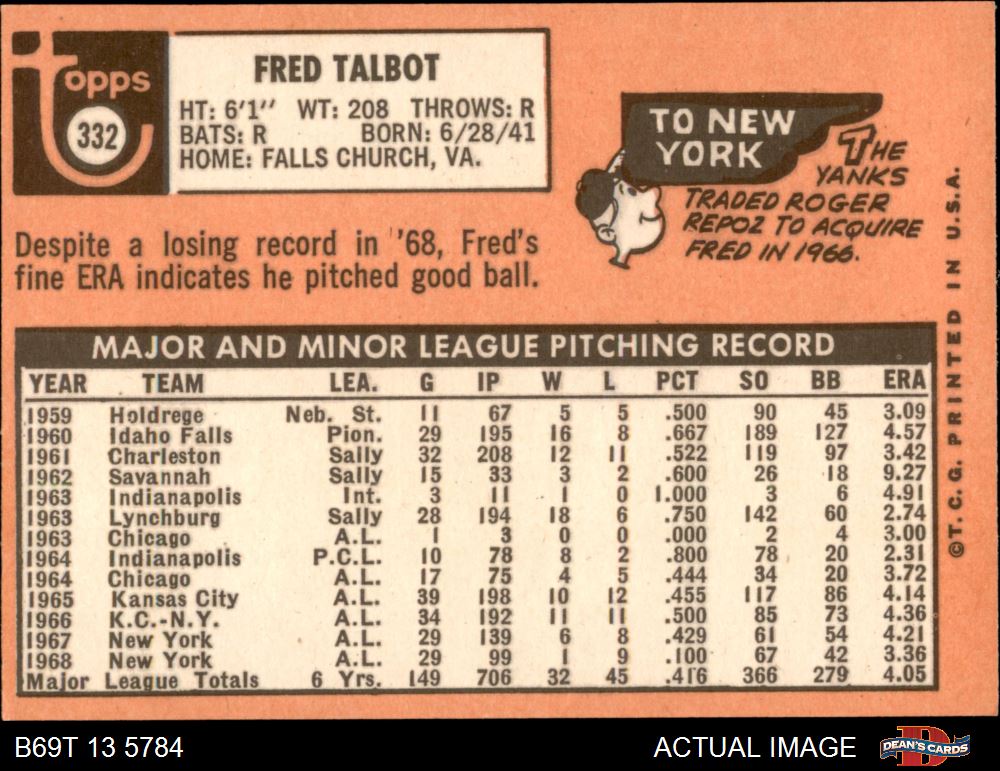 topps
332
FRED TALBOT
HT: 6'1" WT: 208 THROWS: R
BATS: R BORN: 6/28/41
HOME: FALLS CHURCH, VA.
TO NEW
YORK
THE
YANKS
TRADED ROGER
REPOZ TO ACQUIRE
FRED IN 1966.
Despite a losing record in '68, Fred's
fine ERA indicates he pitched good ball.
MAJOR AND MINOR LEAGUE PITCHING RECORD
YEAR TEAM LEA. G IP W L PCT SO BB ERA
1959 Holdrege Neb. St. 11 67 5 5 .500 90 45 3.09
1960 Idaho Falls Pion. 29 195 16 8 .667 189 127 4.57
1961 Charleston Sally 32 208 12 11 .522 119 97 3.42
1962 Savannah Sally 15 33 3 2 .600 26 18 9.27
1963 Indianapolis Int. 3 11 1 0 1.000 3 6 4.91
1963 Lynchburg Sally 28 194 18 6 .750 142 60 2.74
1963 Chicago A.L. 1 3 0 0 .000 2 4 3.00
1964 Indianapolis P.C.L. 10 78 8 2 .800 78 20 2.31
1964 Chicago A.L. 17 75 4 5 .444 34 20 3.72
1965 Kansas City A.L. 39 198 10 12 .455 117 86 4.14
1966 K.C.-N.Y. A.L. 34 192 11 11 .500 85 73 4.36
1967 New York A.L. 29 139 6 8 .429 61 54 4.21
1968 New York A.L. 29 99 1 9 .100 67 42 3.36
Major League Totals 6 Yrs. 149 706 32 45 .416 366 279 4.05
©T.C.G. PRINTED IN U.S.A.
B69T 13 5784
ACTUAL IMAGE
DEAN'S CARDS